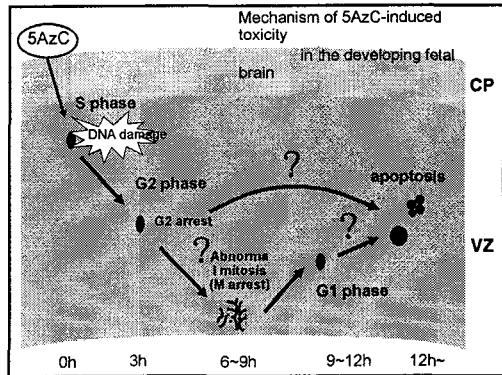 Mechanism of 5AzC-induced
toxicity
in the developing fetal
brain
5AzC
CP
S phase
DNA damage
G2 phase
?
apoptosis
G2 arrest
?
?
VZ
Abnorma
l mitosis
(M arrest)
G1 phase
0h 3h 6~9h 9~12h 12h~